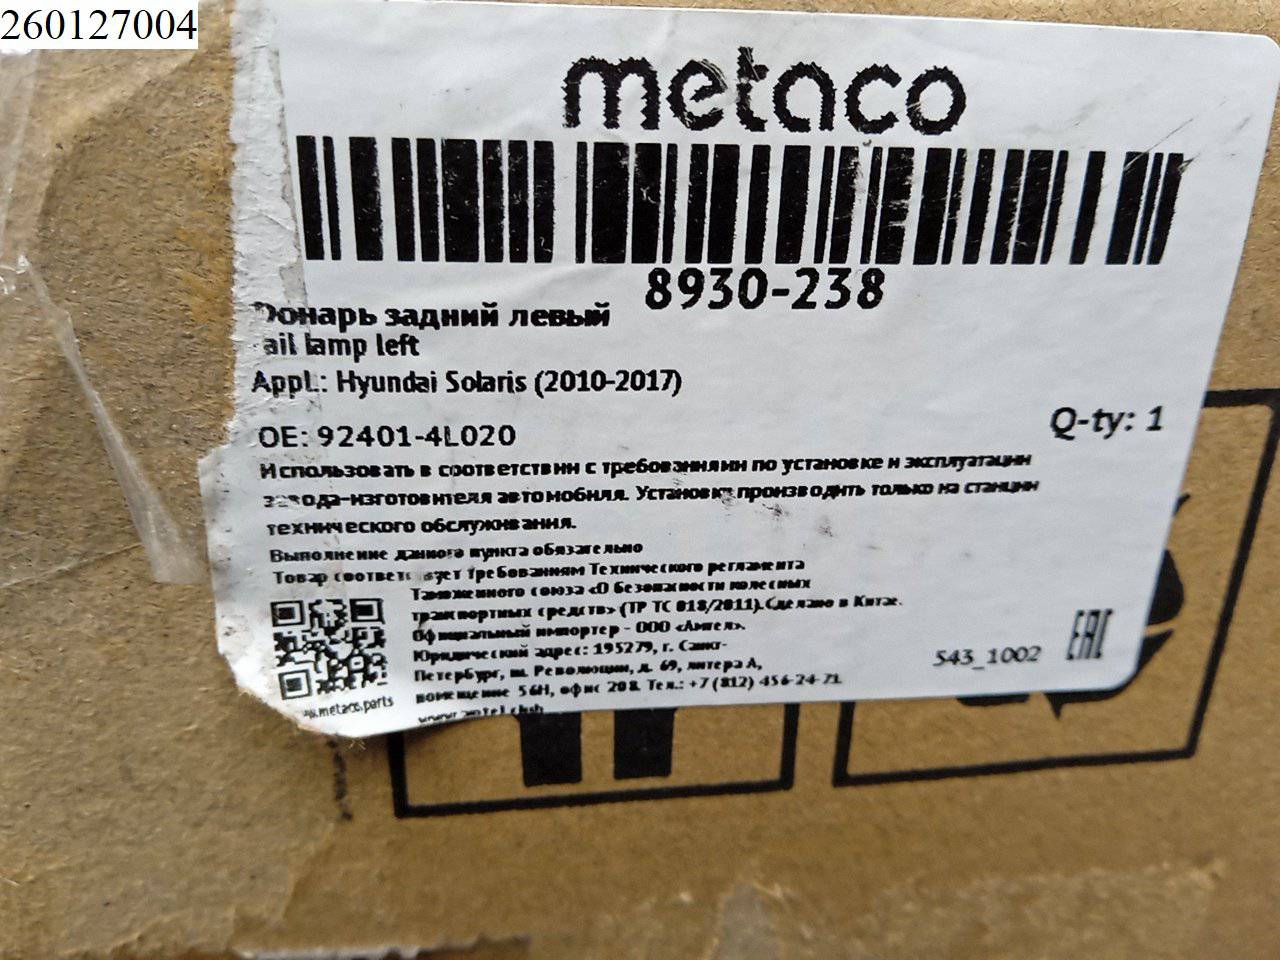 260127004
metaco
8930-238
Фонарь задний левый
ail lamp left
Appl.: Hyundai Solaris (2010-2017)
OE: 92401-4L020
Q-ty: 1
Использовать в соответствии с требованиями по установке и эксплуатации
завода-изготовителя автомобиля. Установку производить только на станции
технического обслуживания.
Выполнение данного пункта обязательно
Товар соответствует требованиям Технического регламента
Таможенного союза «О безопасности колесных
транспортных средств» (ТР ТС 018/2011).Сделано в Китае.
Официальный импортер - ООО «Ангел».
Юридический адрес: 195279, г. Санкт-
Петербург, ш. Революции, д. 69, литера А,
помещение 56Н, офис 208. Тел.: +7 (812) 456-24-71
543_1002
EAC
.metaco.parts